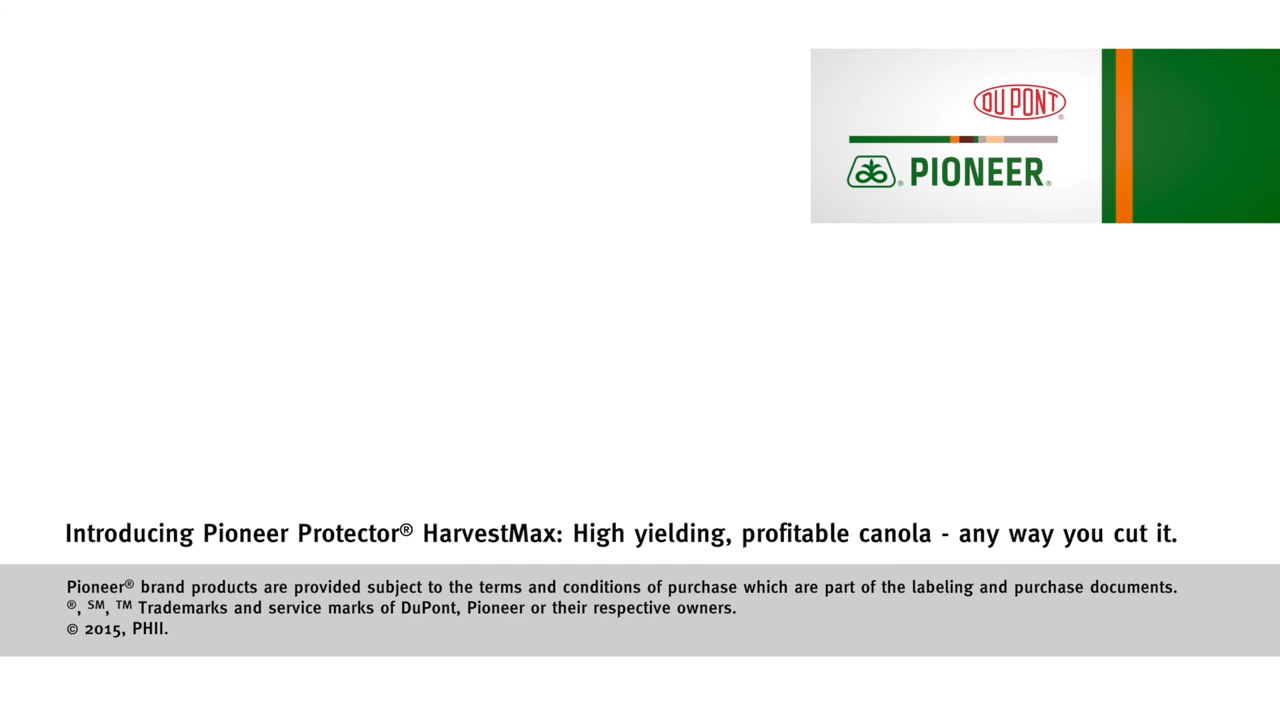 DU PONT®
® PIONEER®
Introducing Pioneer Protector® HarvestMax: High yielding, profitable canola - any way you cut it.
Pioneer® brand products are provided subject to the terms and conditions of purchase which are part of the labeling and purchase documents.
®, SM, TM Trademarks and service marks of DuPont, Pioneer or their respective owners.
© 2015, PHII.